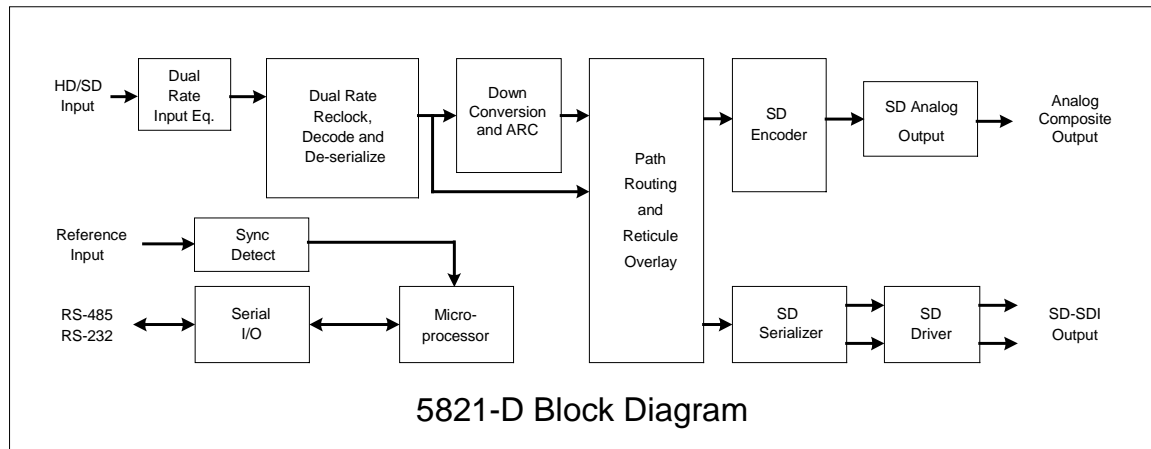 HD/SD
Input
Dual
Rate
Input Eq.
Dual Rate
Reclock,
Decode and
De-serialize
Down
Conversion
and ARC
Path
Routing
and
Reticule
Overlay
SD
Encoder
SD Analog
Output
Analog
Composite
Output
Reference
Input
Sync
Detect
RS-485
RS-232
Serial
I/O
Micro-
processor
SD
Serializer
SD
Driver
SD-SDI
Output
5821-D Block Diagram